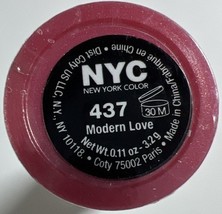 NYC
NEW YORK COLOR
437
30 M
Modern Love
Net Wt. 0.11 oz - 3.2g
Dist Coty US LLC, N.Y., NY 10118. • Coty 75002 Paris • Made in China/Fabriqué en Chine •